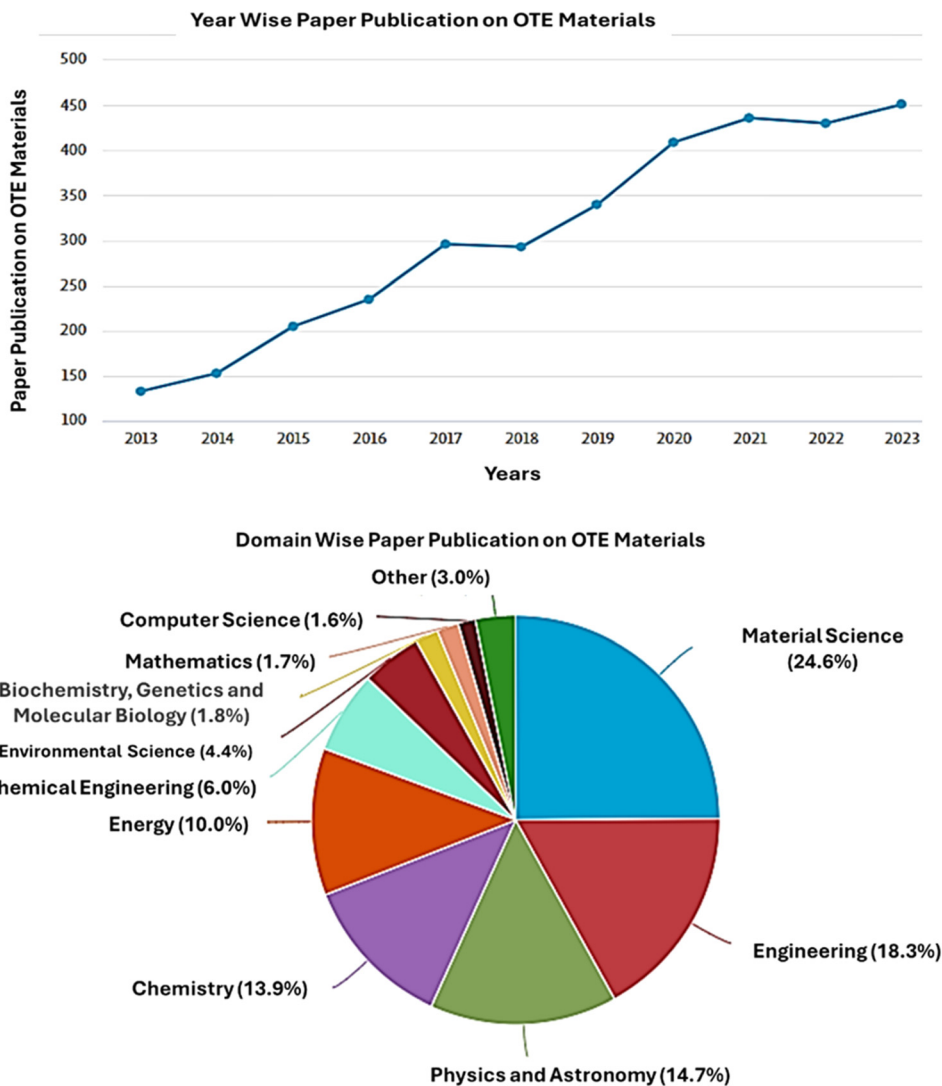 Year Wise Paper Publication on OTE Materials
Paper Publication on OTE Materials
500
450
400
350
300
250
200
150
100
2013 2014 2015 2016 2017 2018 2019 2020 2021 2022 2023
Years
Domain Wise Paper Publication on OTE Materials
Other (3.0%)
Computer Science (1.6%)
Material Science
(24.6%)
Mathematics (1.7%)
Biochemistry, Genetics and
Molecular Biology (1.8%)
Environmental Science (4.4%)
hemical Engineering (6.0%)
Energy (10.0%)
Engineering (18.3%)
Chemistry (13.9%)
Physics and Astronomy (14.7%)